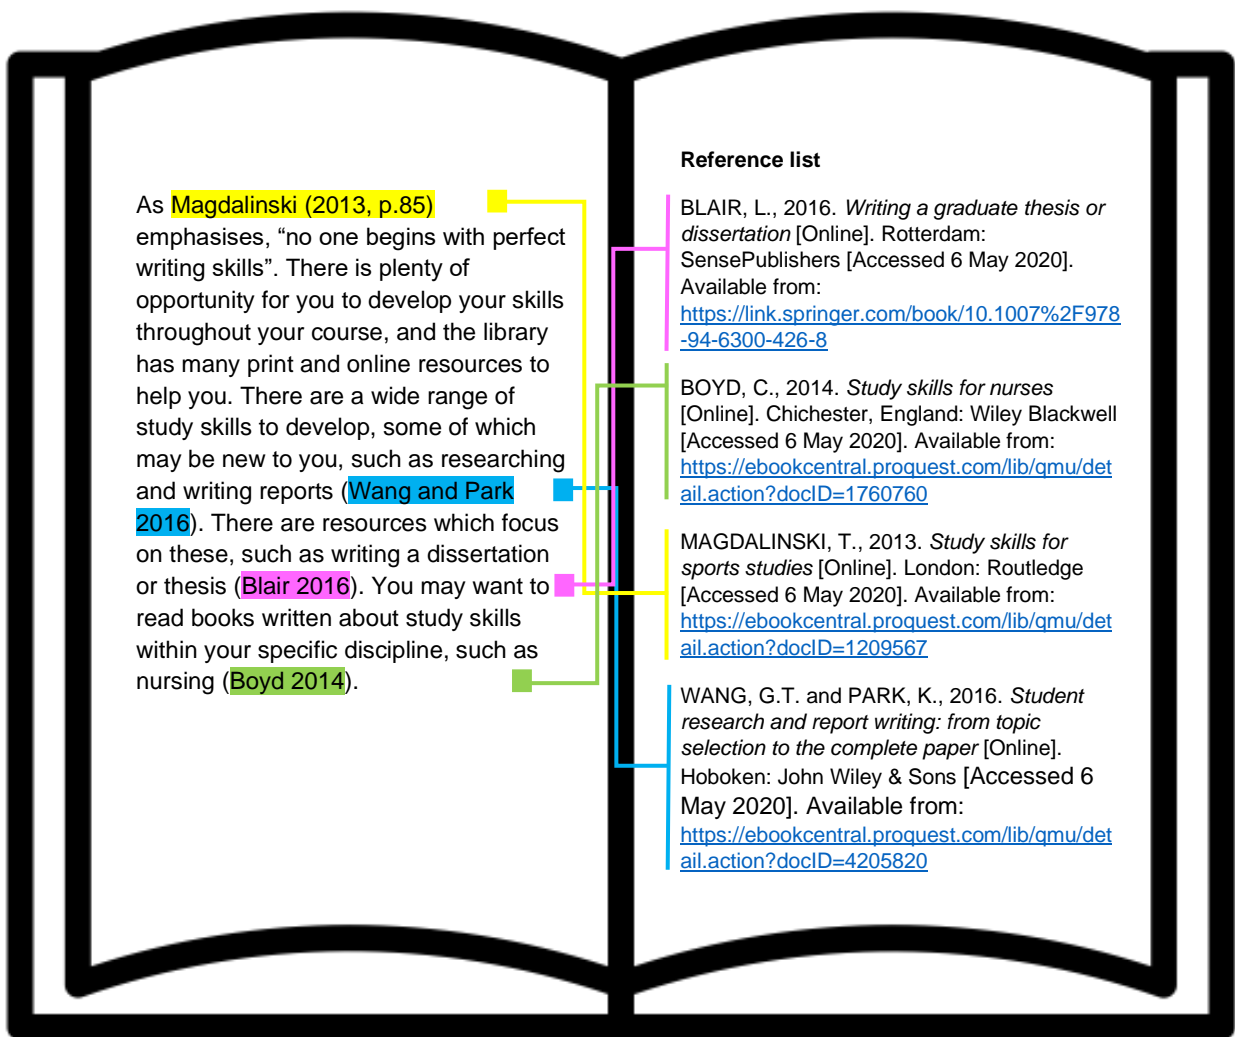 As Magdalinski (2013, p.85)
emphasises, “no one begins with perfect
writing skills”. There is plenty of
opportunity for you to develop your skills
throughout your course, and the library
has many print and online resources to
help you. There are a wide range of
study skills to develop, some of which
may be new to you, such as researching
and writing reports (Wang and Park
2016). There are resources which focus
on these, such as writing a dissertation
or thesis (Blair 2016). You may want to
read books written about study skills
within your specific discipline, such as
nursing (Boyd 2014).
Reference list
BLAIR, L., 2016. Writing a graduate thesis or
dissertation [Online]. Rotterdam:
SensePublishers [Accessed 6 May 2020].
Available from:
https://link.springer.com/book/10.1007%2F978
-94-6300-426-8
BOYD, C., 2014. Study skills for nurses
[Online]. Chichester, England: Wiley Blackwell
[Accessed 6 May 2020]. Available from:
https://ebookcentral.proquest.com/lib/qmu/det
ail.action?docID=1760760
MAGDALINSKI, T., 2013. Study skills for
sports studies [Online]. London: Routledge
[Accessed 6 May 2020]. Available from:
https://ebookcentral.proquest.com/lib/qmu/det
ail.action?docID=1209567
WANG, G.T. and PARK, K., 2016. Student
research and report writing: from topic
selection to the complete paper [Online].
Hoboken: John Wiley & Sons [Accessed 6
May 2020]. Available from:
https://ebookcentral.proquest.com/lib/qmu/det
ail.action?docID=4205820